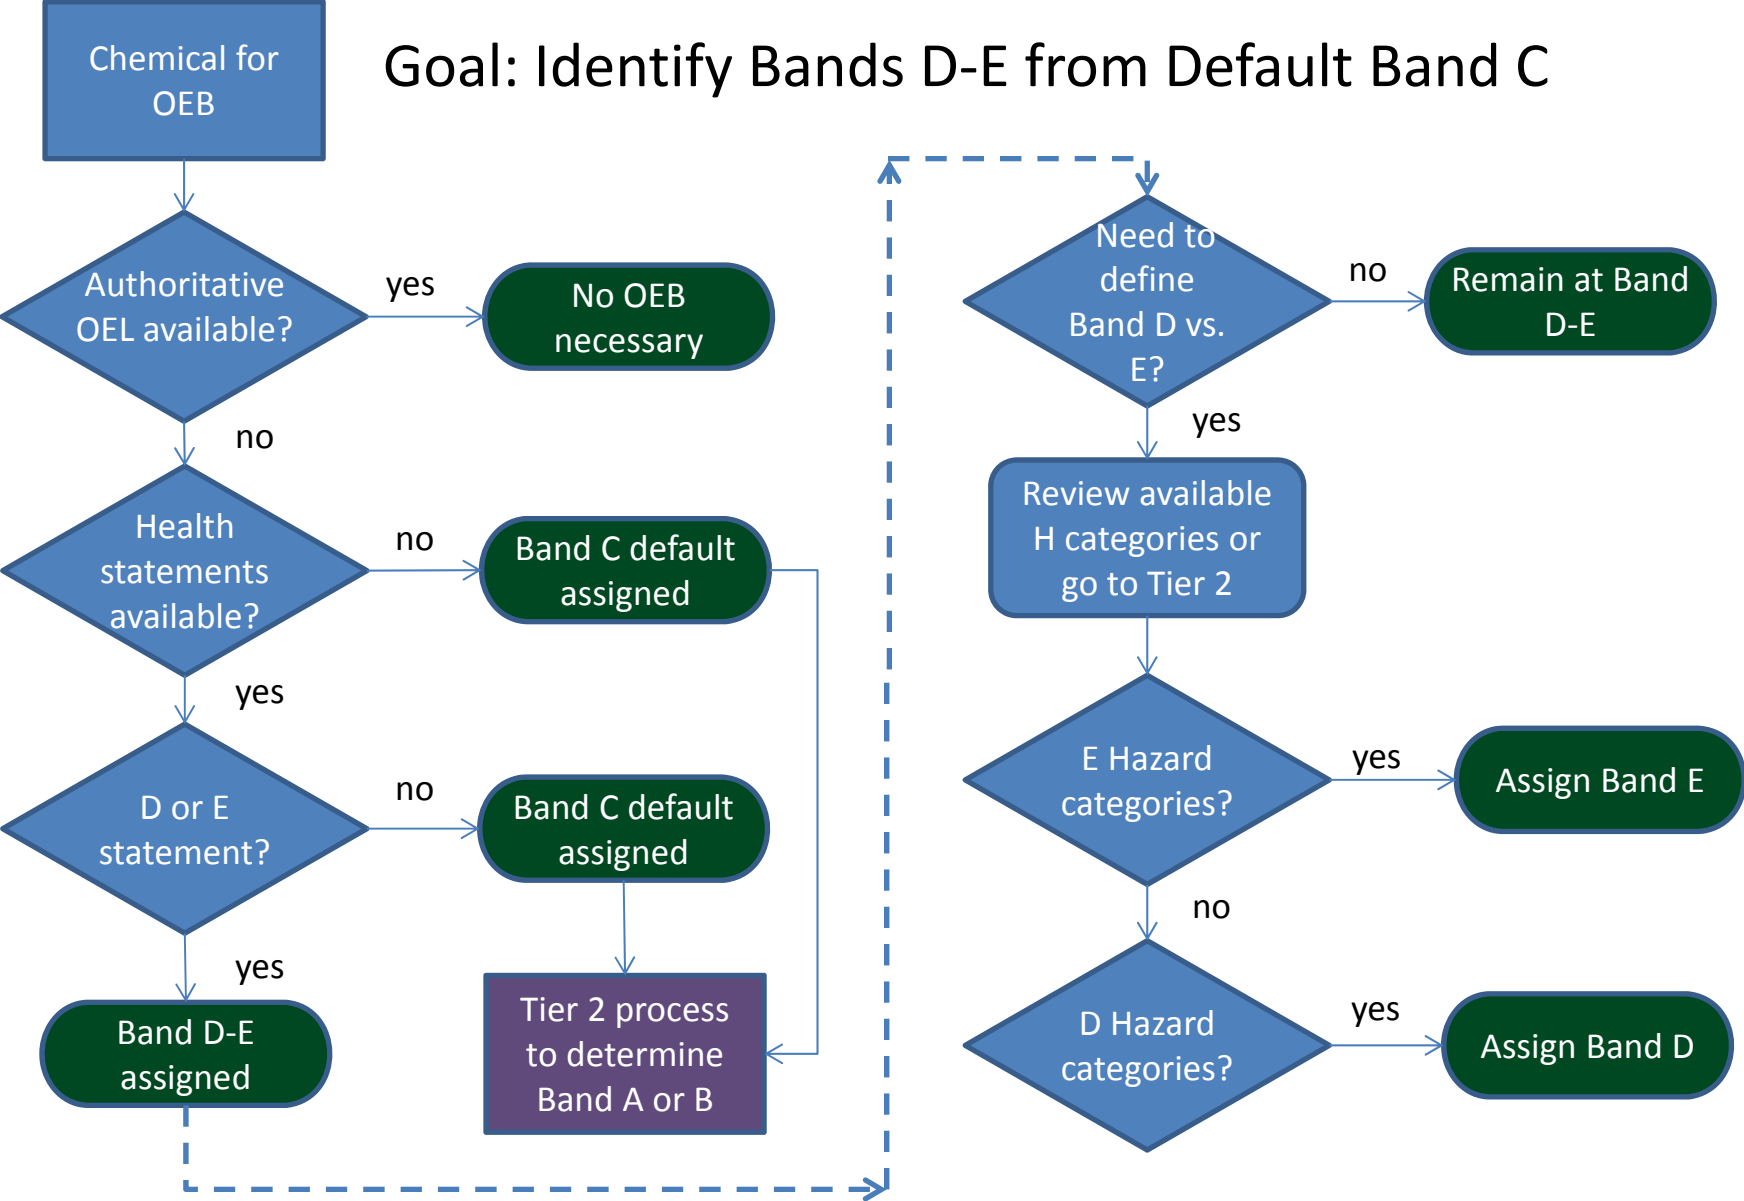 Goal: Identify Bands D-E from Default Band C
Chemical for
OEB
Authoritative
OEL available?
yes
No OEB
necessary
no
Health
statements
available?
no
Band C default
assigned
yes
D or E
statement?
no
Band C default
assigned
yes
Band D-E
assigned
Tier 2 process
to determine
Band A or B
Need to
define
Band D vs.
E?
no
Remain at Band
D-E
yes
Review available
H categories or
go to Tier 2
E Hazard
categories?
yes
Assign Band E
no
D Hazard
categories?
yes
Assign Band D